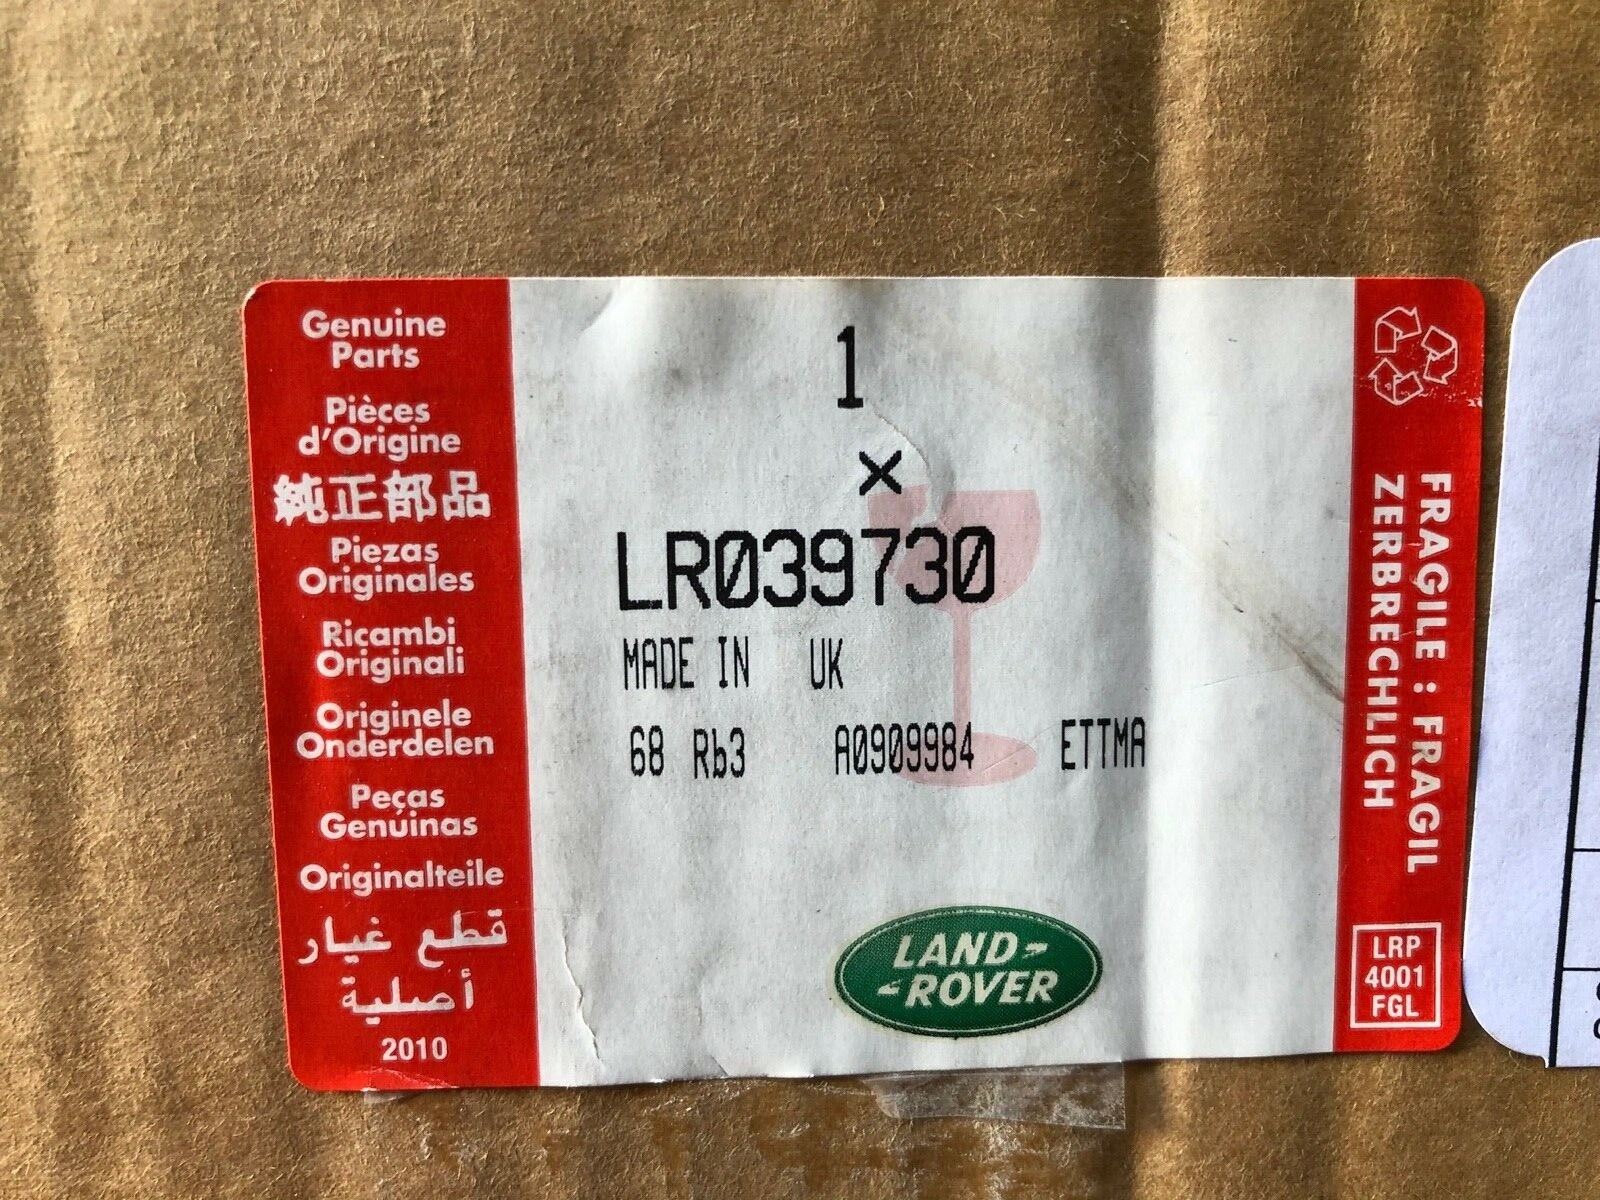 Genuine
Parts
Pièces
d'Origine
純正部品
Piezas
Originales
Ricambi
Originali
Originele
Onderdelen
Peças
Genúinas
Originalteile
قطع غيار
أصلية
2010
1
×
LR039730
MADE IN UK
68 Rb3 A0909984 ETTMA
LAND-
-ROVER
FRAGILE : FRAGIL
ZERBRECHLICH
LRP
4001
FGL